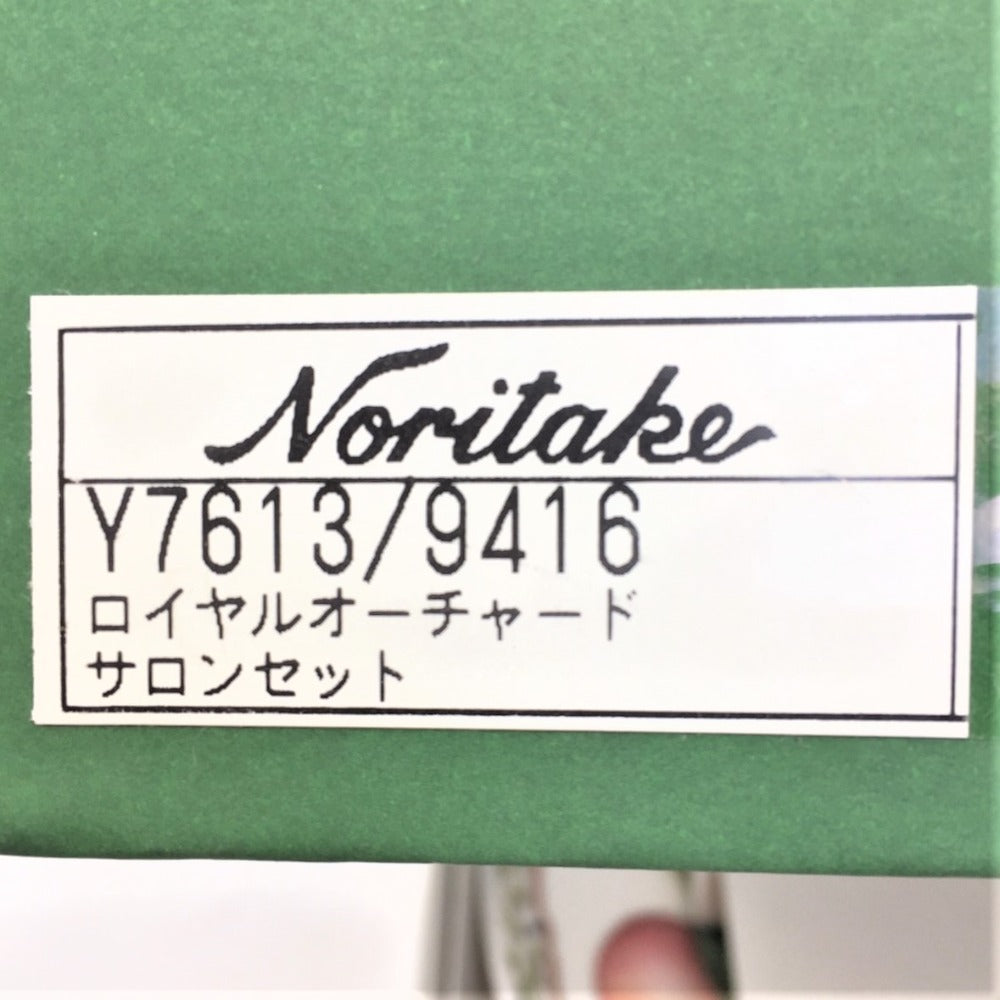 Noritake
Y7613/9416
ロイヤルオーチャード
サロンセット